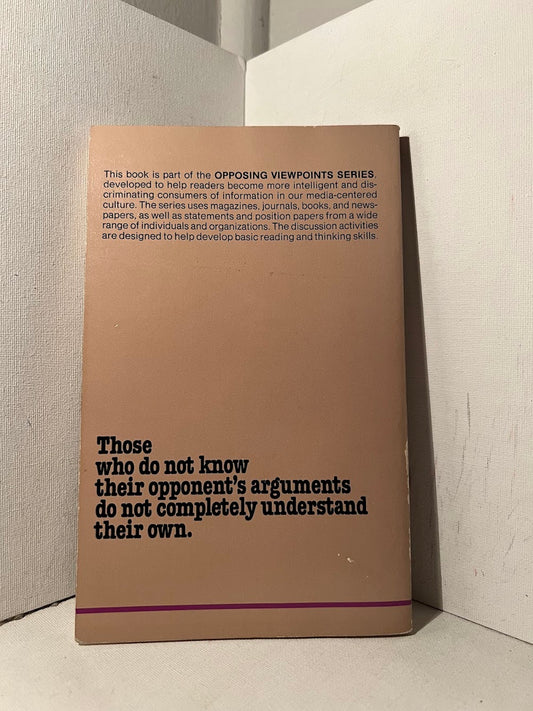 This book is part of the OPPOSING VIEWPOINTS SERIES,
developed to help readers become more intelligent and dis-
criminating consumers of information in our media-centered
culture. The series uses magazines, journals, books, and news-
papers, as well as statements and position papers from a wide
range of individuals and organizations. The discussion activities
are designed to help develop basic reading and thinking skills.
Those
who do not know
their opponent's arguments
do not completely understand
their own.